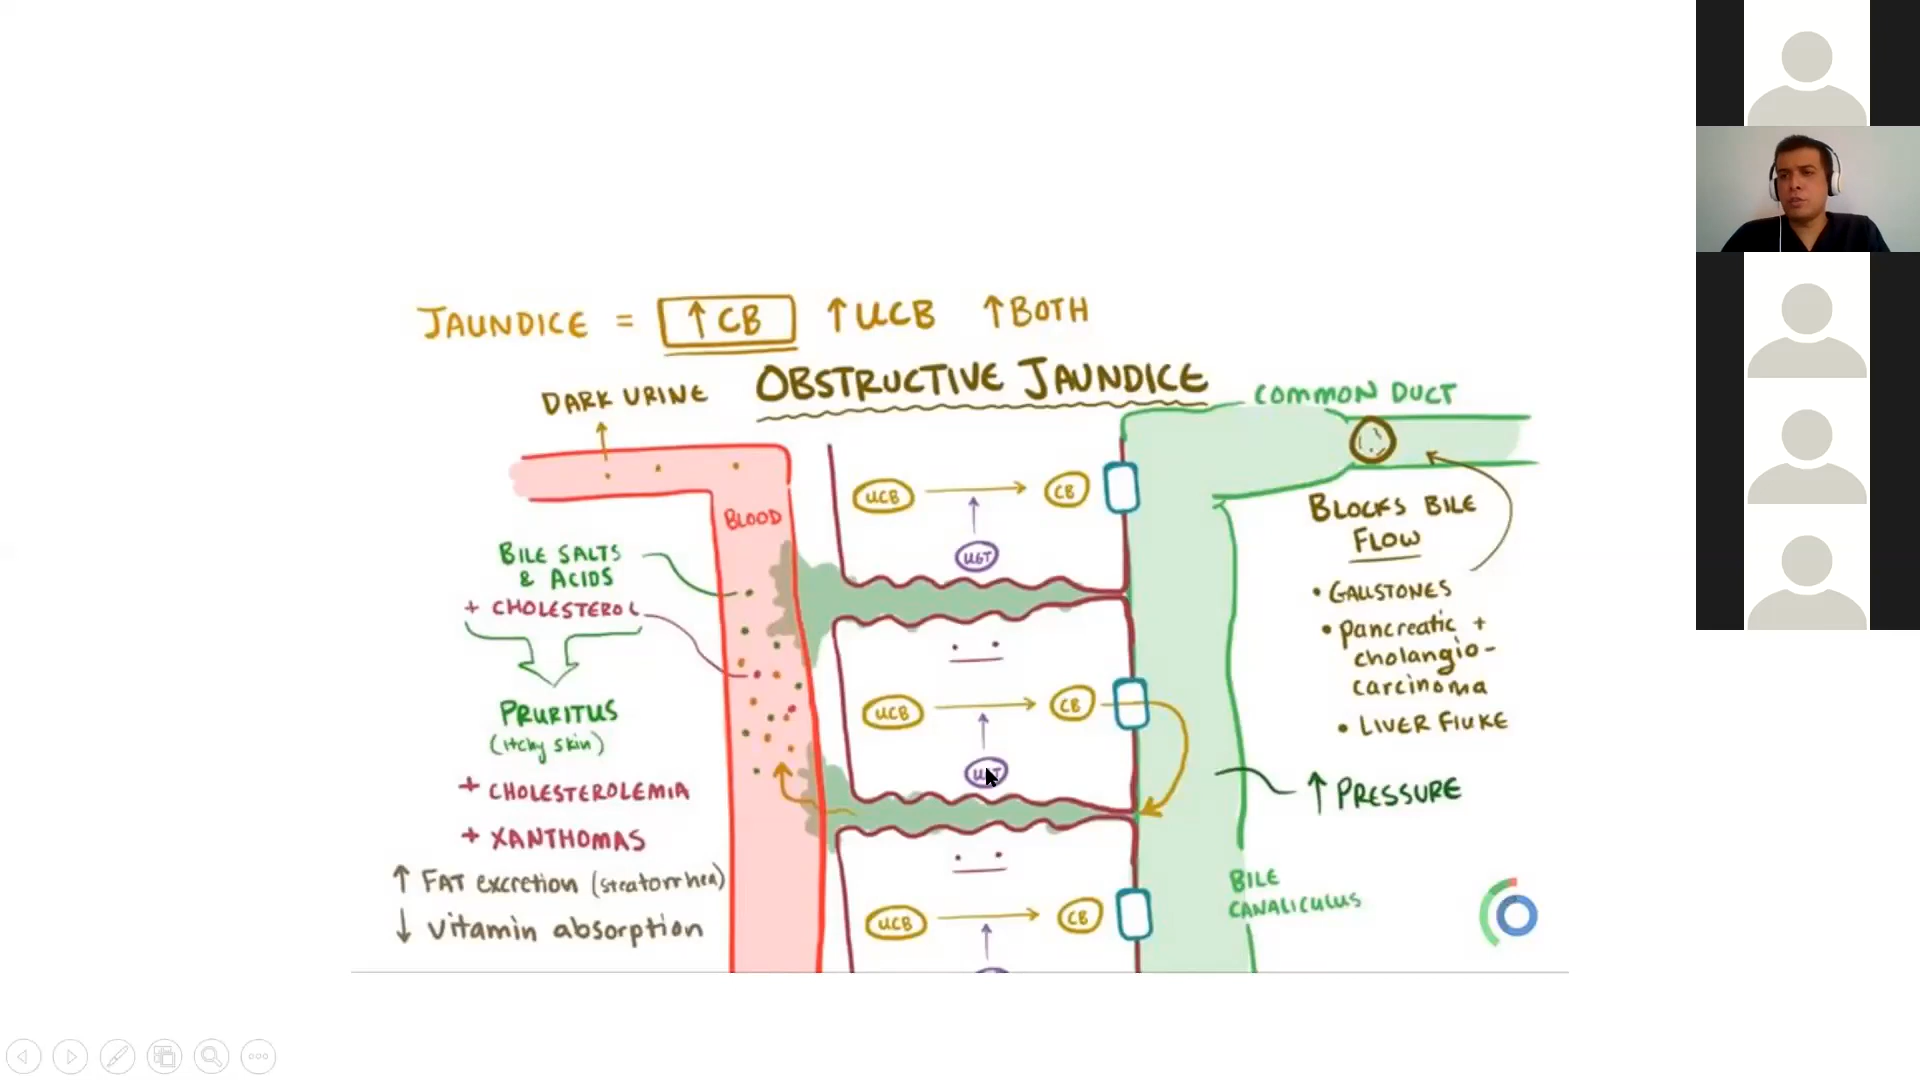 JAUNDICE = ↑CB ↑UCB ↑BOTH
OBSTRUCTIVE JAUNDICE
DARK URINE
BLOOD
BILE SALTS
& ACIDS
+ CHOLESTEROL
PRURITUS
(itchy skin)
+ CHOLESTEROLEMIA
+ XANTHOMAS
↑ FAT excretion (steatorrhea)
↓ vitamin absorption
UCB → CB
UGT
UCB → CB
UCB → CB
COMMON DUCT
BLOCKS BILE
FLOW
• GALLSTONES
• pancreatic +
cholangio-
carcinoma
• LIVER FLUKE
↑ PRESSURE
BILE
CANALICULUS